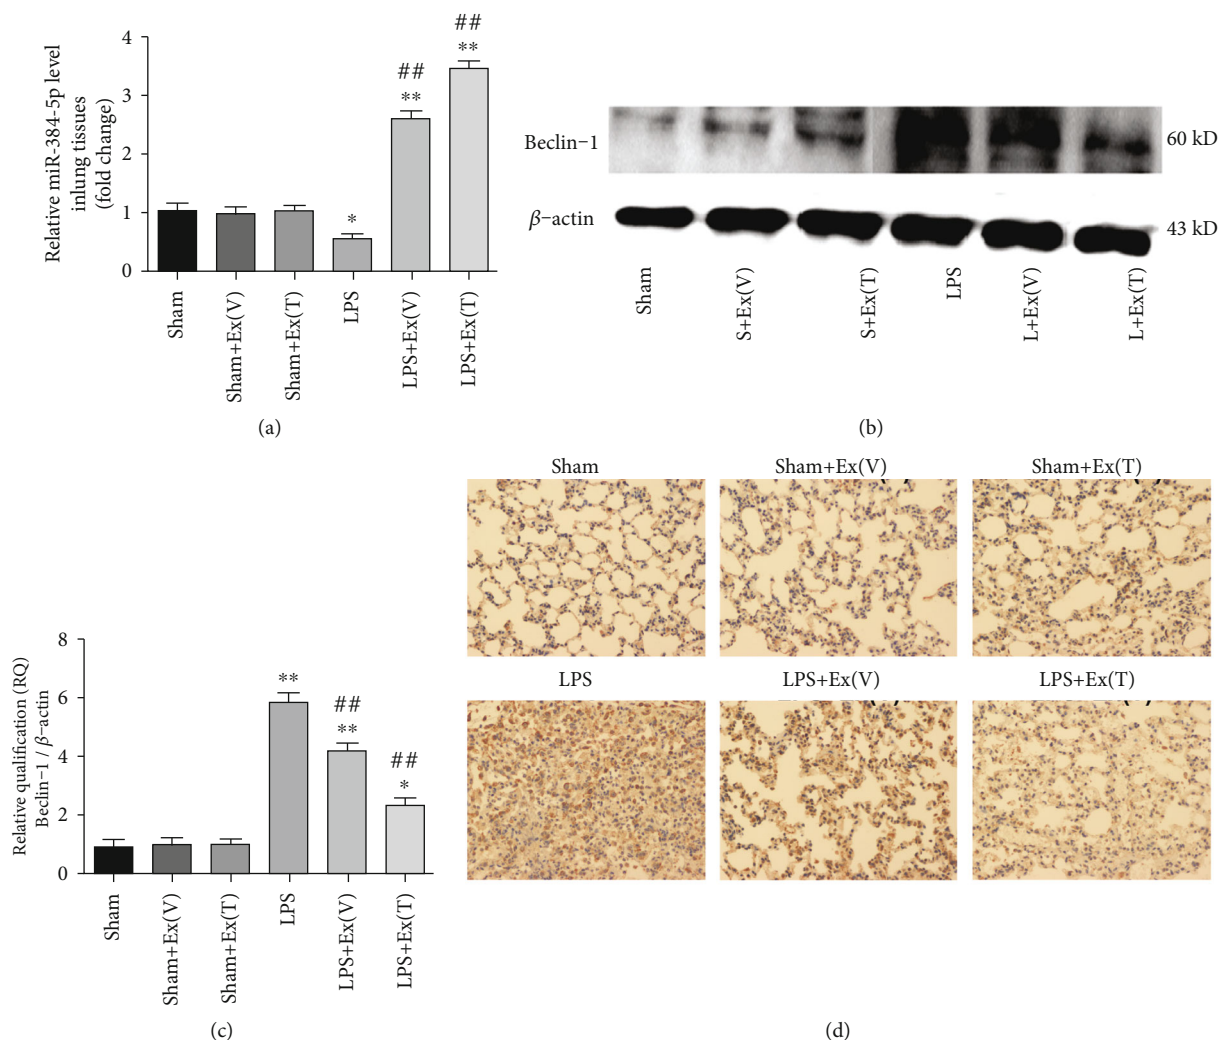 Relative miR-384-5p level
inlung tissues
(fold change)
4
3
2
1
0
*
##
**
##
**
Sham
Sham+Ex(V)
Sham+Ex(T)
LPS
LPS+Ex(V)
LPS+Ex(T)
(a)
Beclin-1
60 kD
β-actin
43 kD
Sham
S+Ex(V)
S+Ex(T)
LPS
L+Ex(V)
L+Ex(T)
(b)
Relative qualification (RQ)
Beclin-1 / β-actin
8
6
4
2
0
**
##
**
##
*
Sham
Sham+Ex(V)
Sham+Ex(T)
LPS
LPS+Ex(V)
LPS+Ex(T)
(c)
Sham
Sham+Ex(V)
Sham+Ex(T)
LPS
LPS+Ex(V)
LPS+Ex(T)
(d)